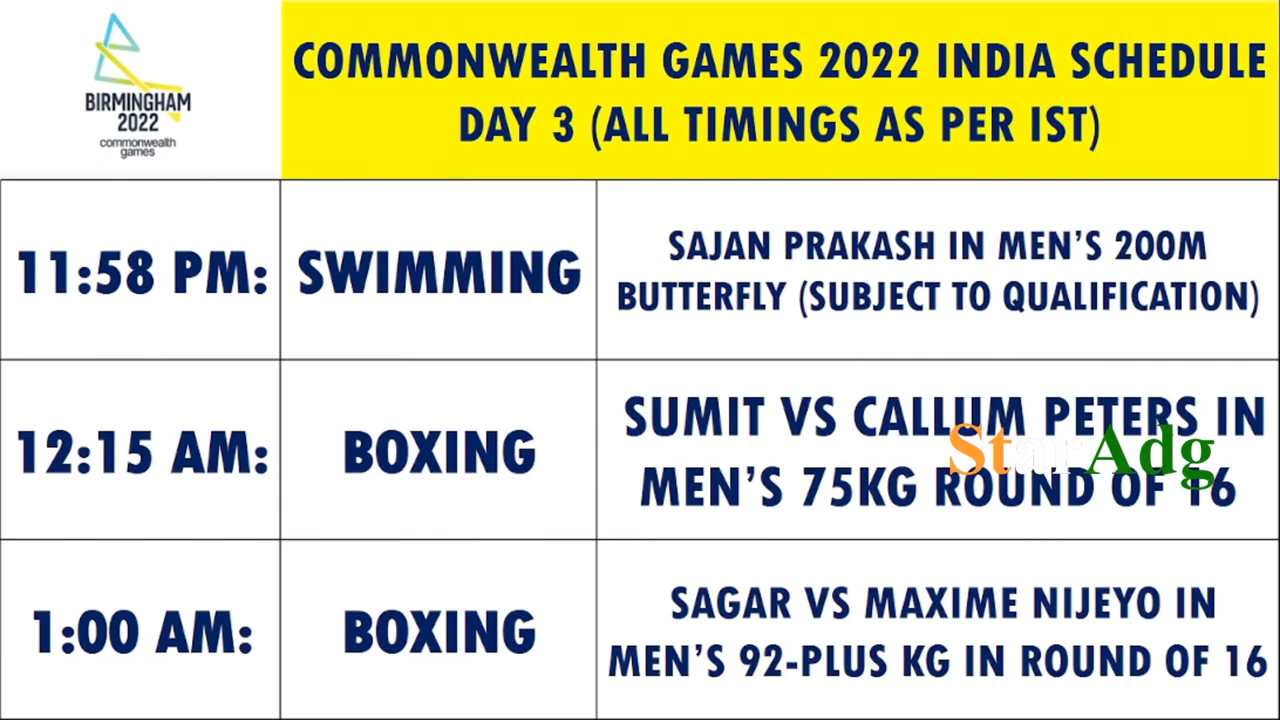 BIRMINGHAM
2022
commonwealth
games
COMMONWEALTH GAMES 2022 INDIA SCHEDULE
DAY 3 (ALL TIMINGS AS PER IST)
11:58 PM:
SWIMMING
SAJAN PRAKASH IN MEN'S 200M
BUTTERFLY (SUBJECT TO QUALIFICATION)
12:15 AM:
BOXING
SUMIT VS CALLUM PETERS IN
MEN'S 75KG ROUND OF 16
StarAdg
1:00 AM:
BOXING
SAGAR VS MAXIME NIJEYO IN
MEN'S 92-PLUS KG IN ROUND OF 16